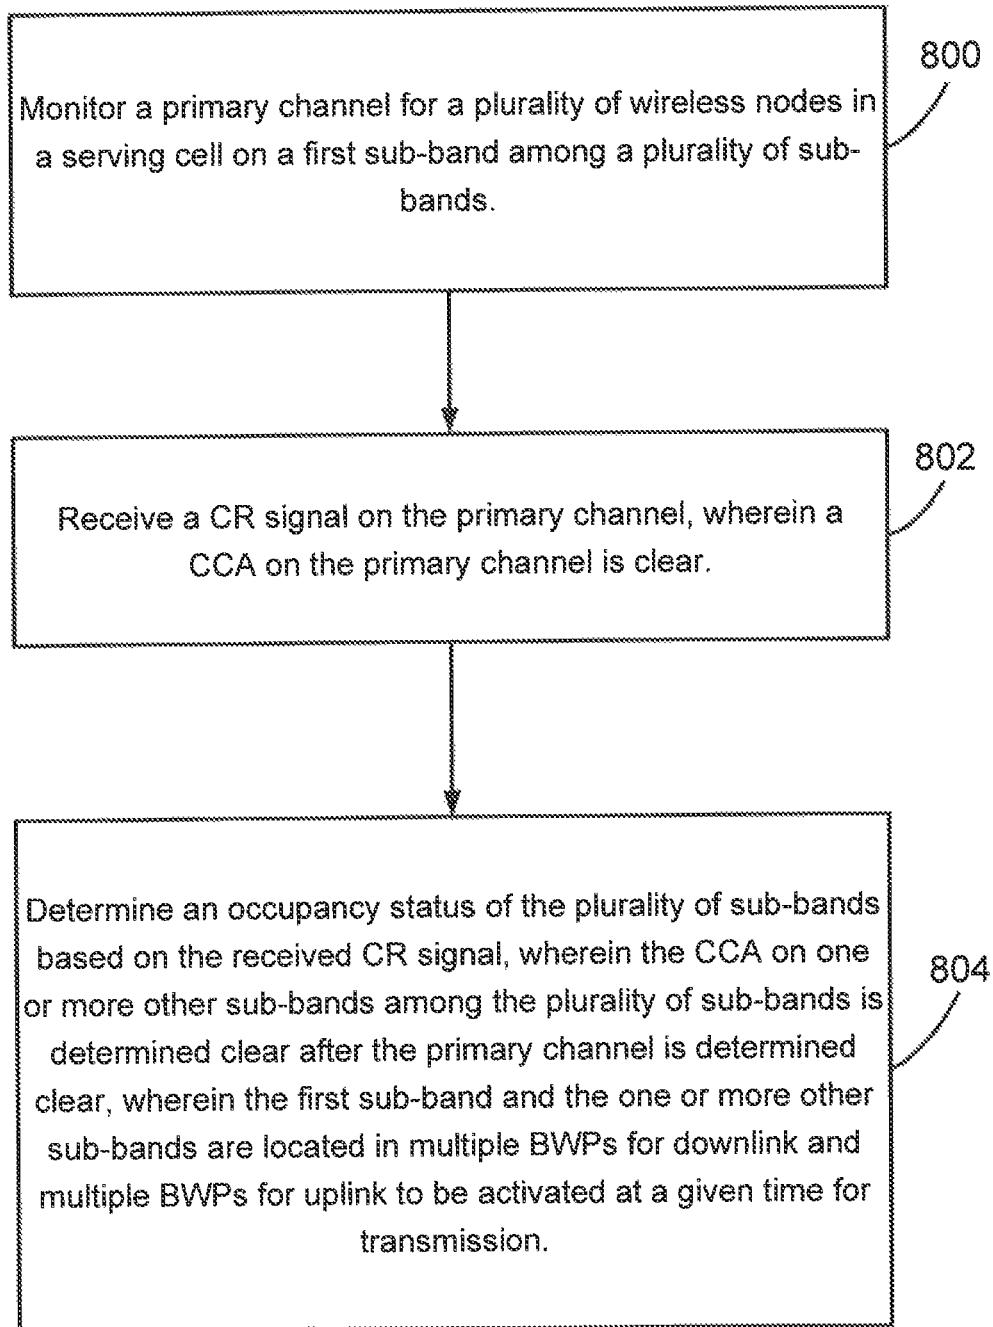 800
Monitor a primary channel for a plurality of wireless nodes in
a serving cell on a first sub-band among a plurality of sub-
bands.
802
Receive a CR signal on the primary channel, wherein a
CCA on the primary channel is clear.
804
Determine an occupancy status of the plurality of sub-bands
based on the received CR signal, wherein the CCA on one
or more other sub-bands among the plurality of sub-bands is
determined clear after the primary channel is determined
clear, wherein the first sub-band and the one or more other
sub-bands are located in multiple BWPs for downlink and
multiple BWPs for uplink to be activated at a given time for
transmission.